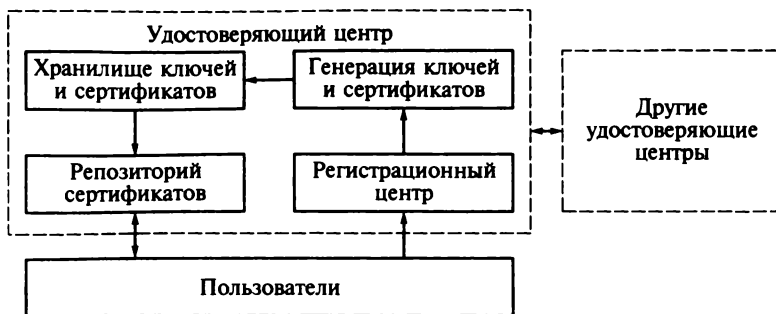 Удостоверяющий центр
Хранилище ключей
и сертификатов
Генерация ключей
и сертификатов
Репозиторий
сертификатов
Регистрационный
центр
Другие
удостоверяющие
центры
Пользователи